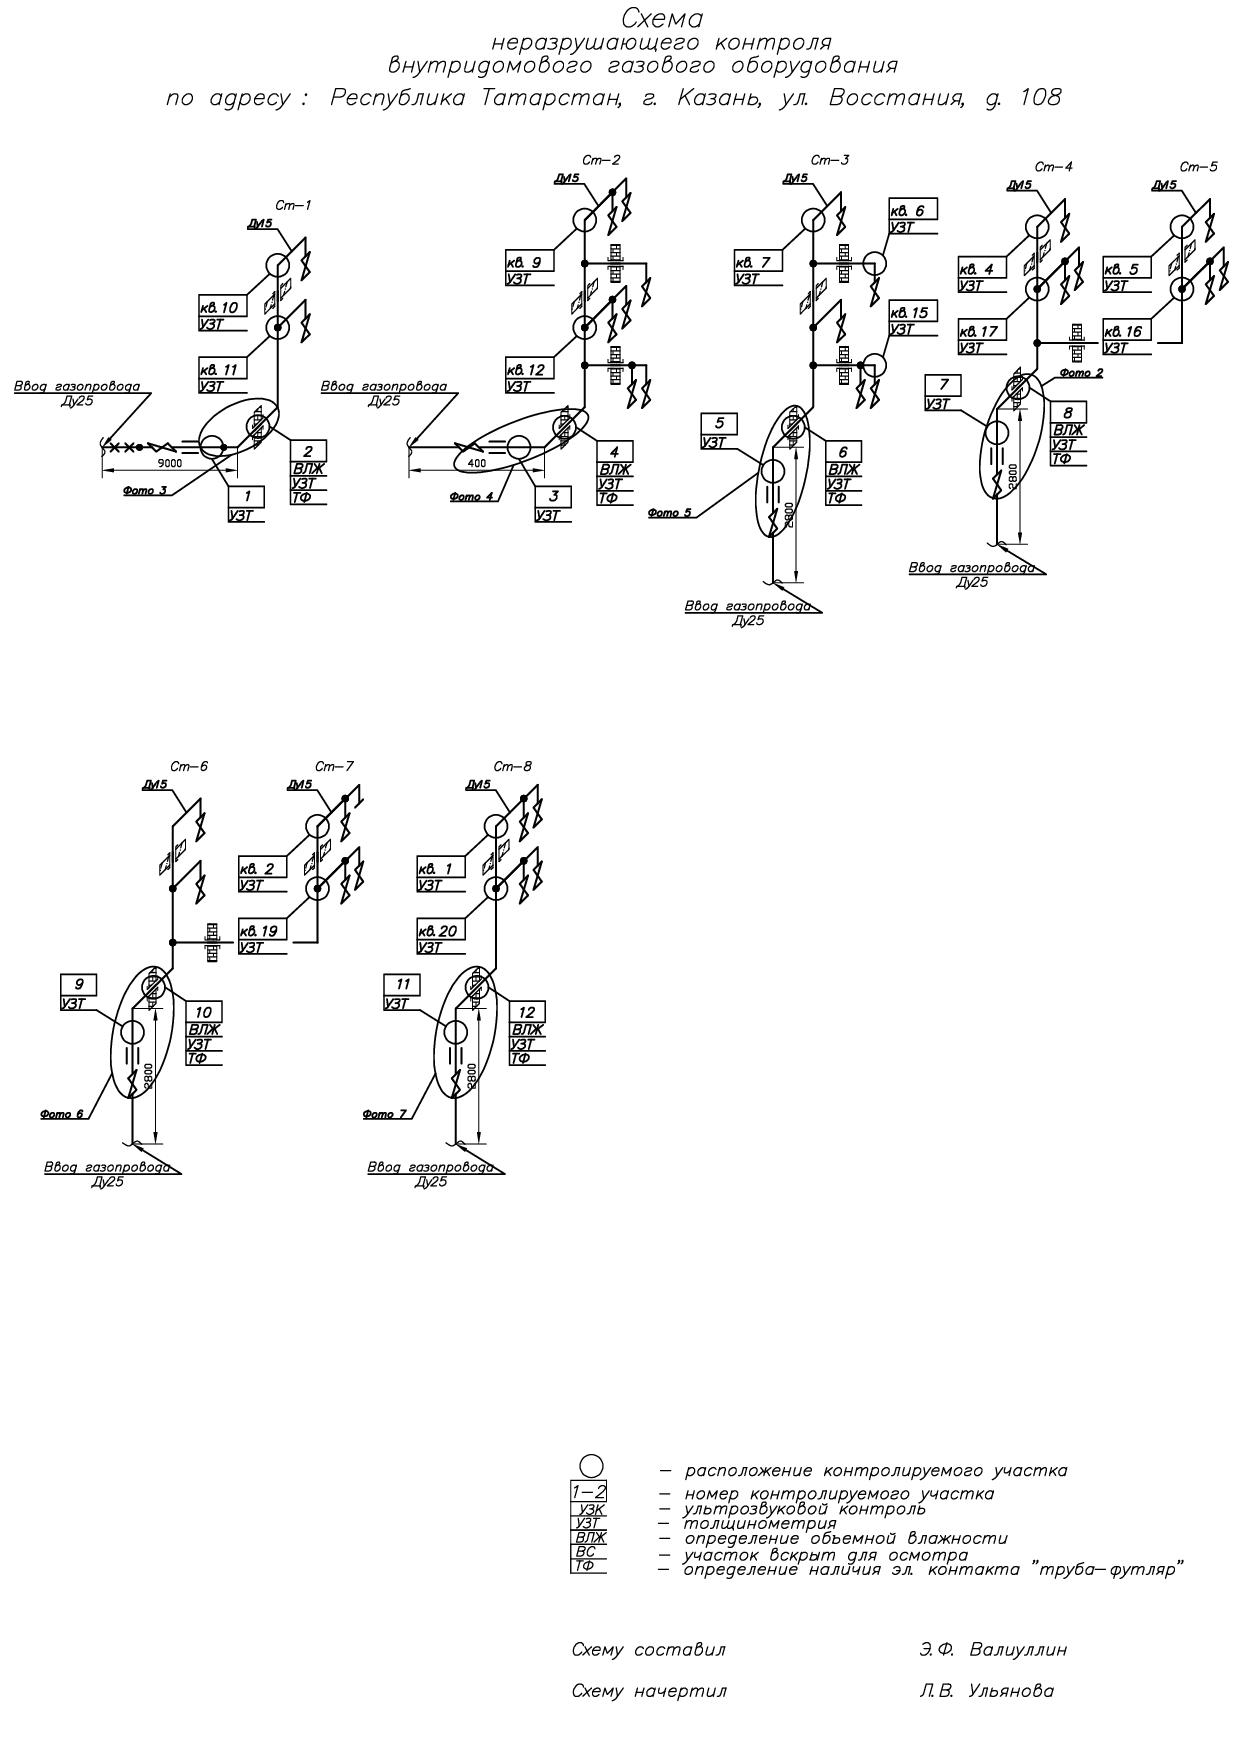 Схема
неразрушающего контроля
внутридомового газового оборудования
по адресу : Республика Татарстан, г. Казань, ул. Восстания, д. 108
Ст-1
Ду15
кв. 10
УЗТ
кв. 11
УЗТ
Ввод газопровода
Ду25
9000
Фото 3
1
УЗТ
2
ВЛЖ
УЗТ
ТФ
Ст-2
Ду15
кв. 9
УЗТ
кв. 12
УЗТ
Ввод газопровода
Ду25
400
Фото 4
3
УЗТ
4
ВЛЖ
УЗТ
ТФ
Ст-3
Ду15
кв. 6
УЗТ
кв. 7
УЗТ
кв. 15
УЗТ
5
УЗТ
6
ВЛЖ
УЗТ
ТФ
2800
Фото 5
Ввод газопровода
Ду25
Ст-4
Ду15
кв. 4
УЗТ
кв. 17
УЗТ
Фото 2
7
УЗТ
8
ВЛЖ
УЗТ
ТФ
2800
Ввод газопровода
Ду25
Ст-5
Ду15
кв. 5
УЗТ
кв. 16
УЗТ
Ст-6
Ду15
9
УЗТ
10
ВЛЖ
УЗТ
ТФ
2800
Фото 6
Ввод газопровода
Ду25
Ст-7
Ду15
кв. 2
УЗТ
кв. 19
УЗТ
Ст-8
Ду15
кв. 1
УЗТ
кв. 20
УЗТ
11
УЗТ
12
ВЛЖ
УЗТ
ТФ
2800
Фото 7
Ввод газопровода
Ду25
– расположение контролируемого участка
1-2 – номер контролируемого участка
УЗК – ультрозвуковой контроль
УЗТ – толщинометрия
ВЛЖ – определение объемной влажности
ВС – участок вскрыт для осмотра
ТФ – определение наличия эл. контакта "труба-футляр"
Схему составил Э.Ф. Валиуллин
Схему начертил Л.В. Ульянова